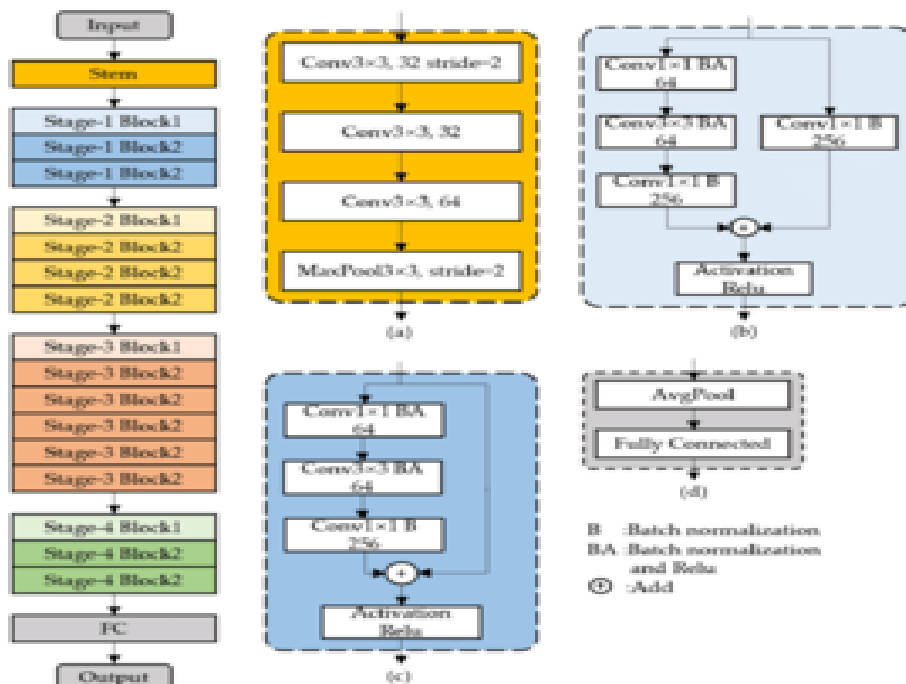 Input
Stem
Stage-1 Block1
Stage-1 Block2
Stage-1 Block2
Stage-2 Block1
Stage-2 Block2
Stage-2 Block2
Stage-2 Block2
Stage-3 Block1
Stage-3 Block2
Stage-3 Block2
Stage-3 Block2
Stage-3 Block2
Stage-3 Block2
Stage-4 Block1
Stage-4 Block2
Stage-4 Block2
FC
Output
Conv3×3, 32 stride=2
Conv3×3, 32
Conv3×3, 64
MaxPool3×3, stride=2
(a)
Conv1×1 BA
64
Conv3×3 BA
64
Conv1×1 B
256
Conv1×1 B
256
+
Activation
Relu
(b)
Conv1×1 BA
64
Conv3×3 BA
64
Conv1×1 B
256
+
Activation
Relu
(c)
AvgPool
Fully Connected
(d)
B :Batch normalization
BA :Batch normalization
and Relu
+ :Add